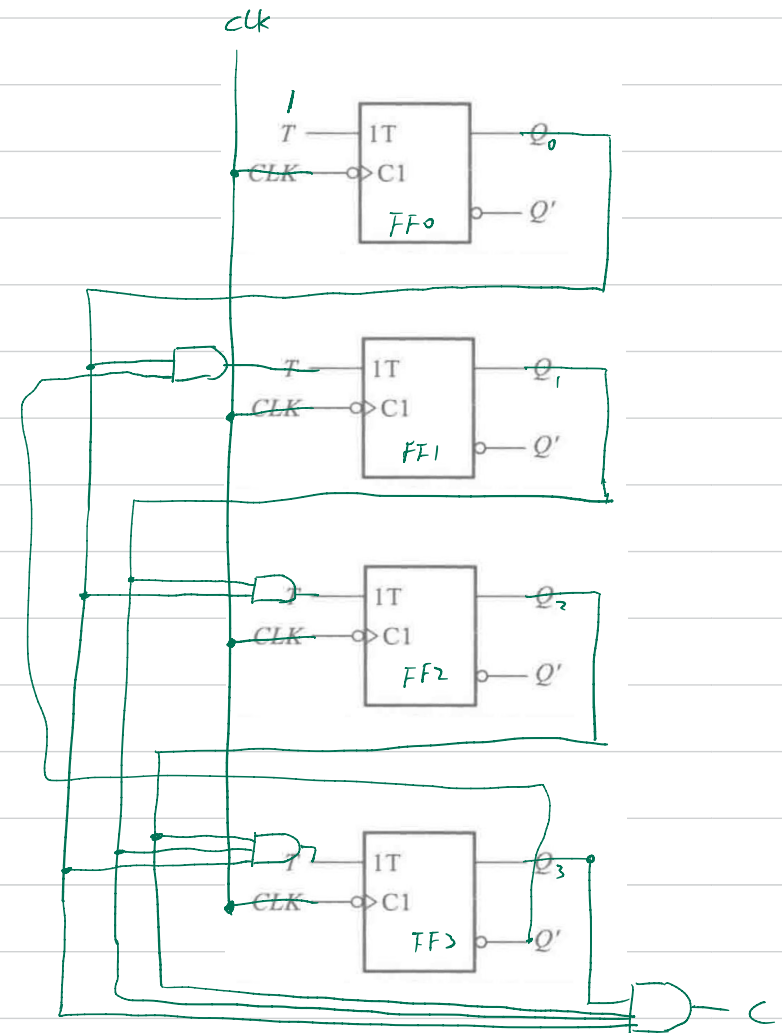 clk
1
T 1T Q0
CLK C1
FF0 Q'
T 1T Q1
CLK C1
FF1 Q'
T 1T Q2
CLK C1
FF2 Q'
T 1T Q3
CLK C1
FF3 Q'
C